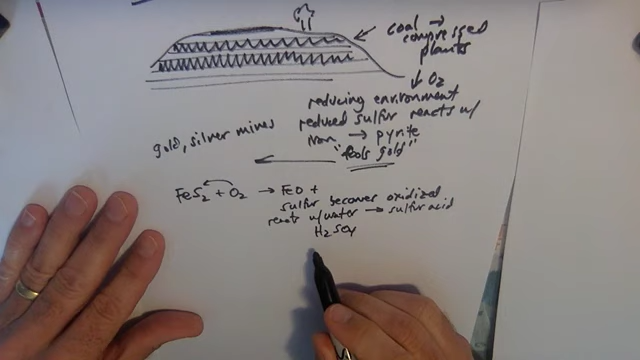 coal → compressed
plants
↓ O2
reducing environment
reduced sulfur reacts w/
iron → pyrite
"fools gold"
gold, silver mines
FeS2 + O2 → FeO +
sulfur becomes oxidized
reacts w/water → sulfur acid
H2SO4